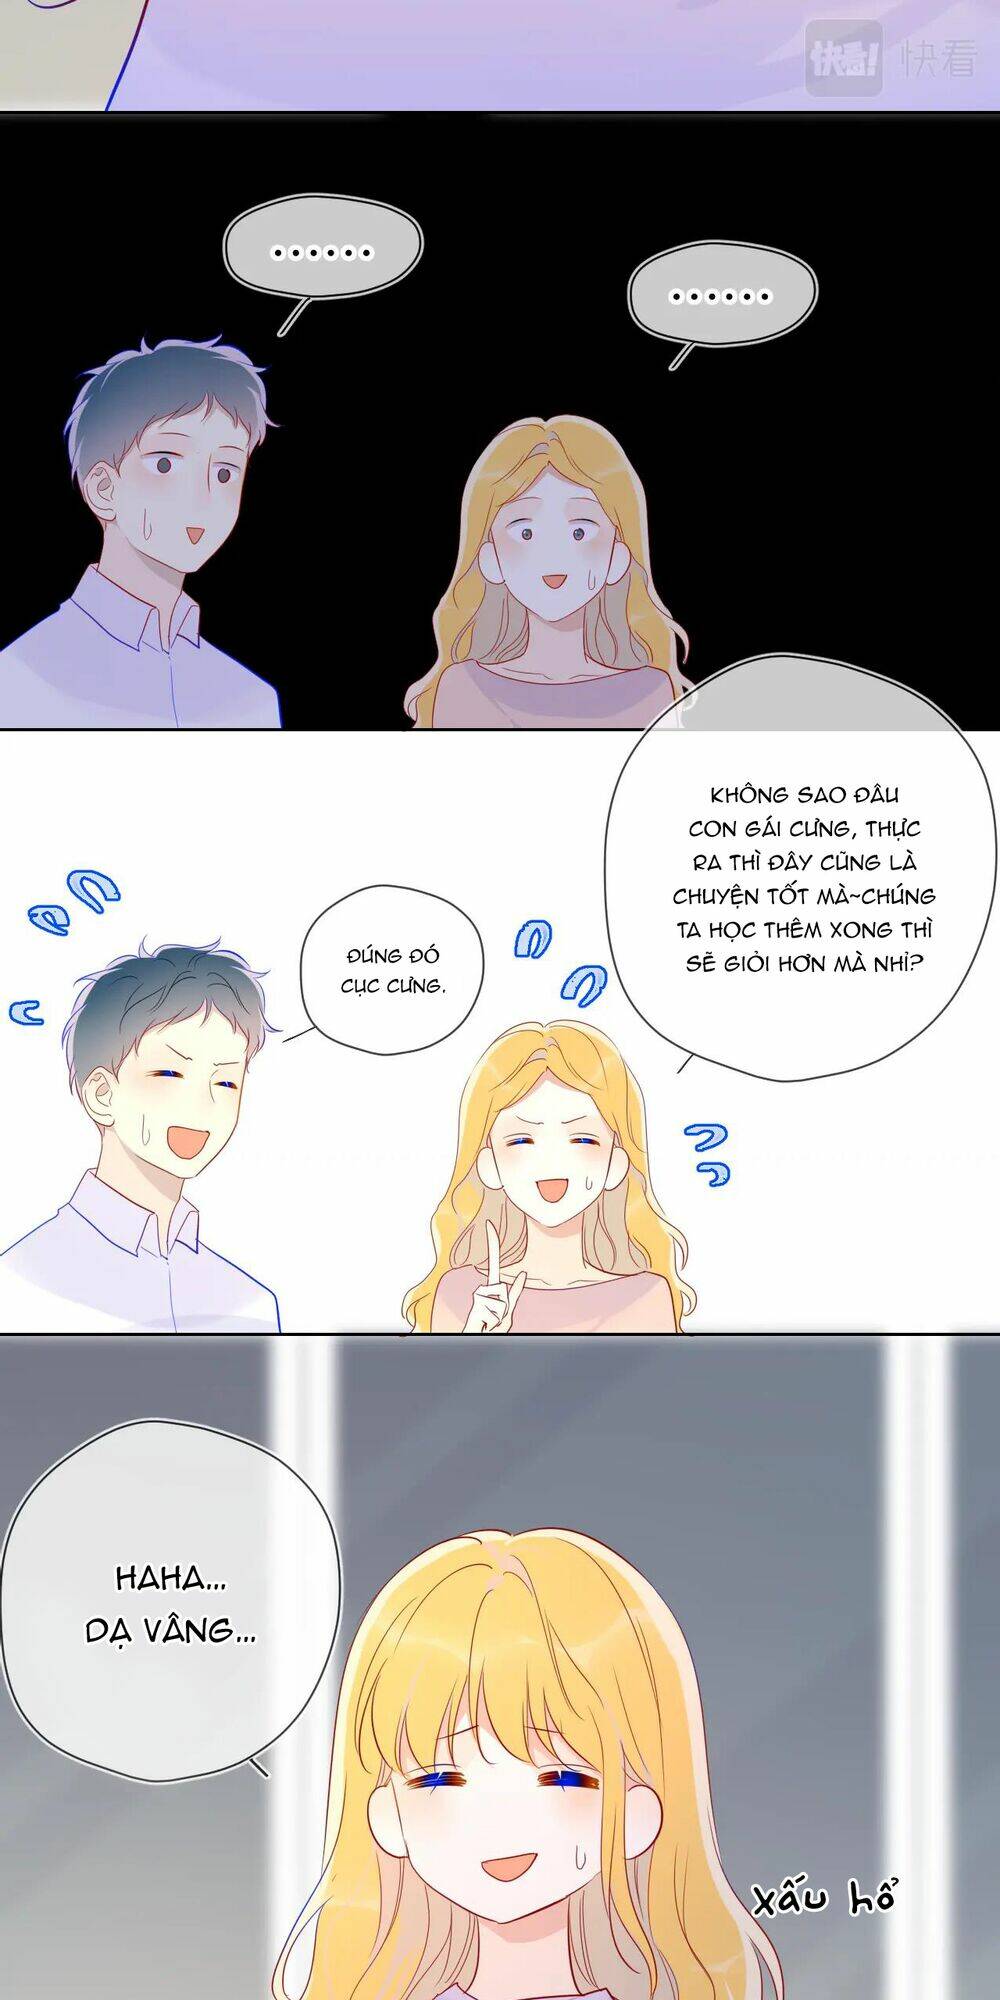 快看! 快看
......
......
KHÔNG SAO ĐÂU
CON GÁI CƯNG, THỰC
RA THÌ ĐÂY CŨNG LÀ
CHUYỆN TỐT MÀ~CHÚNG
TA HỌC THÊM XONG THÌ
SẼ GIỎI HƠN MÀ NHỈ?
ĐÚNG ĐÓ
CỤC CƯNG.
HAHA...
DẠ VÂNG...
xấu hổ